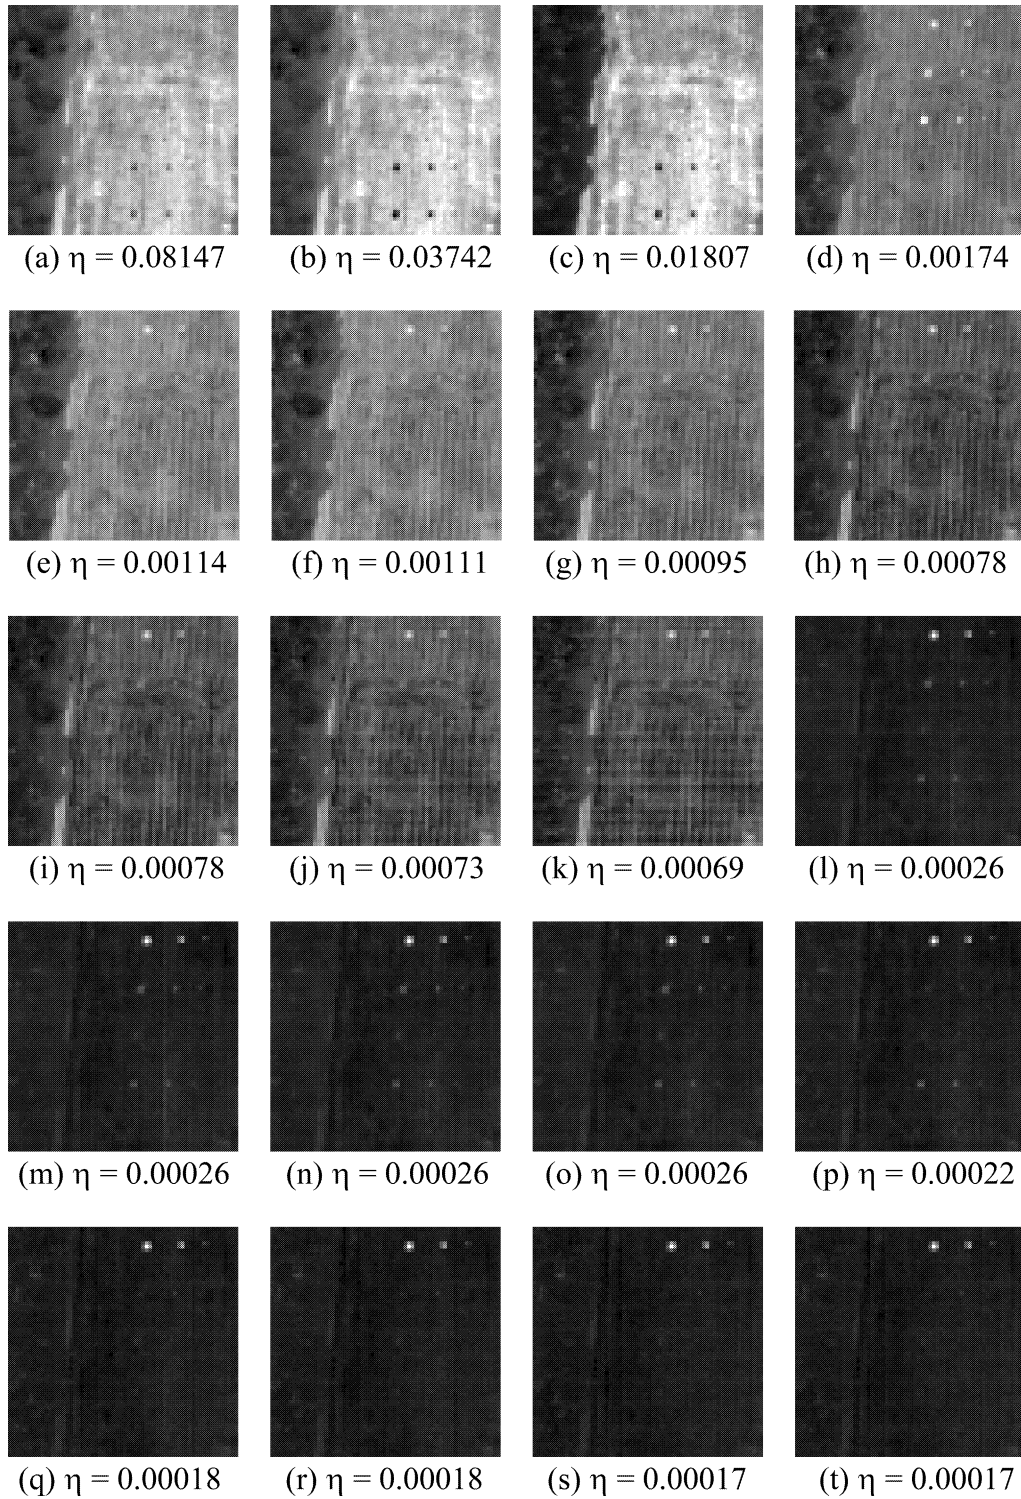 (a) η = 0.08147
(b) η = 0.03742
(c) η = 0.01807
(d) η = 0.00174
(e) η = 0.00114
(f) η = 0.00111
(g) η = 0.00095
(h) η = 0.00078
(i) η = 0.00078
(j) η = 0.00073
(k) η = 0.00069
(l) η = 0.00026
(m) η = 0.00026
(n) η = 0.00026
(o) η = 0.00026
(p) η = 0.00022
(q) η = 0.00018
(r) η = 0.00018
(s) η = 0.00017
(t) η = 0.00017